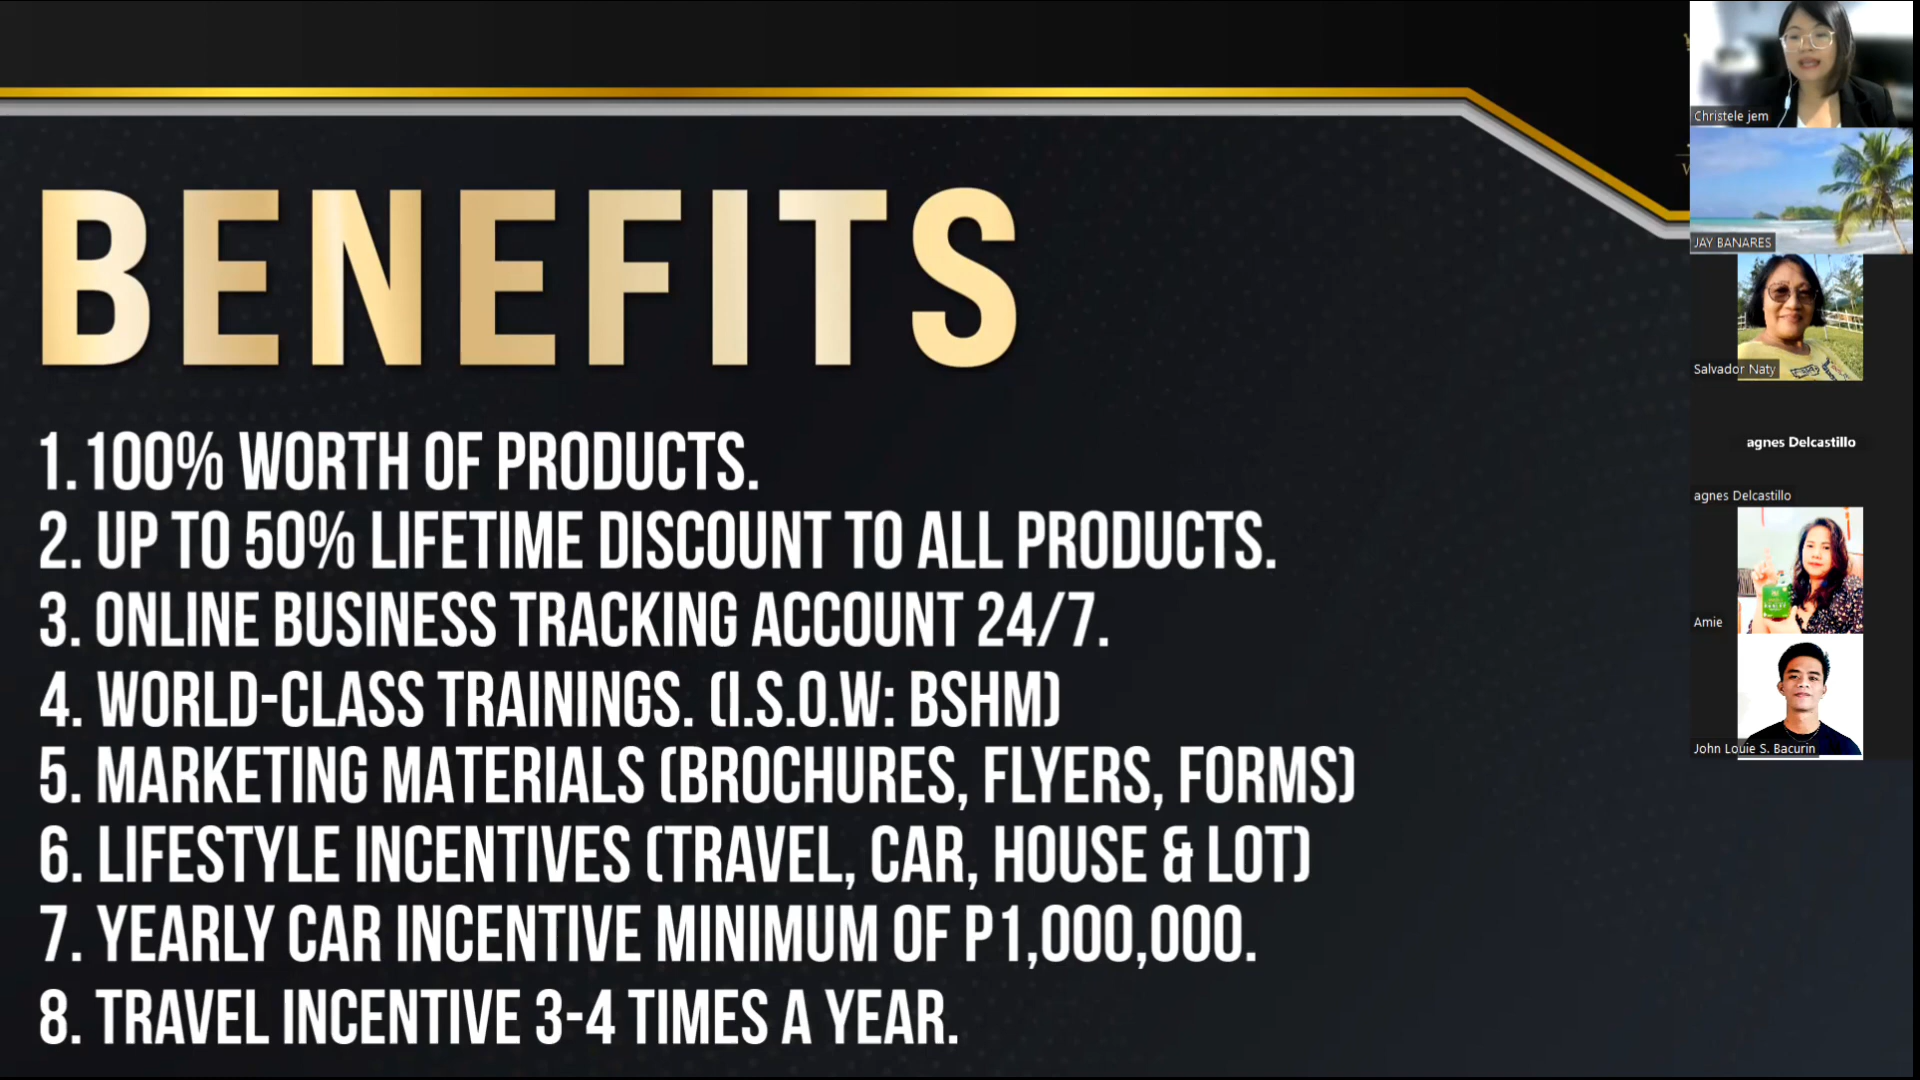 BENEFITS
1. 100% WORTH OF PRODUCTS.
2. UP TO 50% LIFETIME DISCOUNT TO ALL PRODUCTS.
3. ONLINE BUSINESS TRACKING ACCOUNT 24/7.
4. WORLD-CLASS TRAININGS. (I.S.O.W: BSHM)
5. MARKETING MATERIALS (BROCHURES, FLYERS, FORMS)
6. LIFESTYLE INCENTIVES (TRAVEL, CAR, HOUSE & LOT)
7. YEARLY CAR INCENTIVE MINIMUM OF P1,000,000.
8. TRAVEL INCENTIVE 3-4 TIMES A YEAR.
Christele jem
JAY BANARES
Salvador Naty
agnes Delcastillo
agnes Delcastillo
Amie
John Louie S. Bacurin